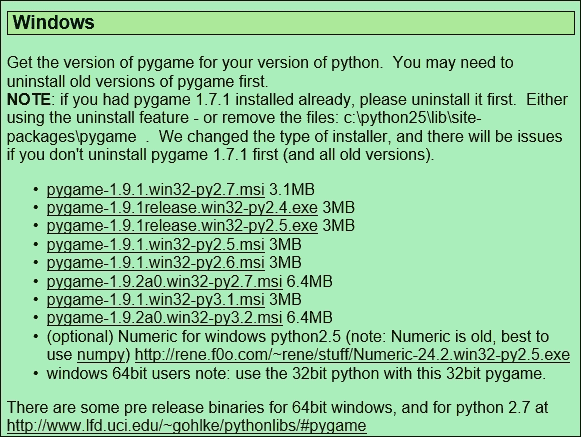 Windows
Get the version of pygame for your version of python.  You may need to
uninstall old versions of pygame first.
NOTE: if you had pygame 1.7.1 installed already, please uninstall it first.  Either
using the uninstall feature - or remove the files: c:\python25\lib\site-
packages\pygame  .  We changed the type of installer, and there will be issues
if you don't uninstall pygame 1.7.1 first (and all old versions).
• pygame-1.9.1.win32-py2.7.msi 3.1MB
• pygame-1.9.1release.win32-py2.4.exe 3MB
• pygame-1.9.1release.win32-py2.5.exe 3MB
• pygame-1.9.1.win32-py2.5.msi 3MB
• pygame-1.9.1.win32-py2.6.msi 3MB
• pygame-1.9.2a0.win32-py2.7.msi 6.4MB
• pygame-1.9.1.win32-py3.1.msi 3MB
• pygame-1.9.2a0.win32-py3.2.msi 6.4MB
• (optional) Numeric for windows python2.5 (note: Numeric is old, best to
use numpy) http://rene.f0o.com/~rene/stuff/Numeric-24.2.win32-py2.5.exe
• windows 64bit users note: use the 32bit python with this 32bit pygame.
There are some pre release binaries for 64bit windows, and for python 2.7 at
http://www.lfd.uci.edu/~gohlke/pythonlibs/#pygame